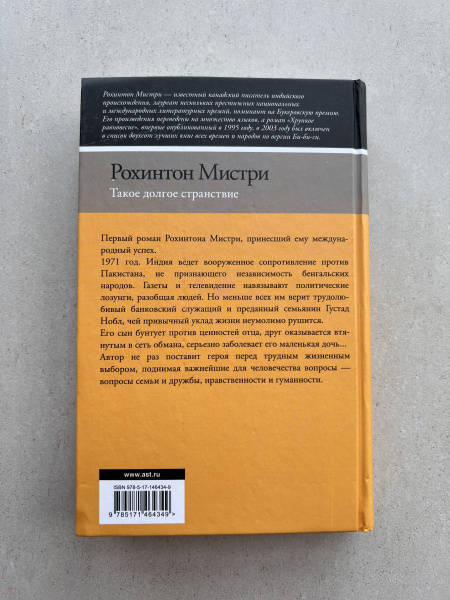 Рохинтон Мистри — известный канадский писатель индийского
происхождения, лауреат нескольких престижных национальных
и международных литературных премий, номинант на Букеровскую премию.
Его произведения переведены на множество языков, а роман «Хрупкое
равновесие», впервые опубликованный в 1995 году, в 2003 году был включен
в список двухсот лучших книг всех времен и народов по версии Би-би-си.
Рохинтон Мистри
Такое долгое странствие
Первый роман Рохинтона Мистри, принесший ему междуна-
родный успех.
1971 год. Индия ведет вооруженное сопротивление против
Пакистана, не признающего независимость бенгальских
народов. Газеты и телевидение навязывают политические
лозунги, разобщая людей. Но меньше всех им верит трудолю-
бивый банковский служащий и преданный семьянин Густад
Нобл, чей привычный уклад жизни неумолимо рушится.
Его сын бунтует против ценностей отца, друг оказывается втя-
нутым в сеть обмана, серьезно заболевает его маленькая дочь...
Автор не раз поставит героя перед трудным жизненным
выбором, поднимая важнейшие для человечества вопросы —
вопросы семьи и дружбы, нравственности и гуманности.
www.ast.ru
ISBN 978-5-17-146434-9
9 785171 464349 >